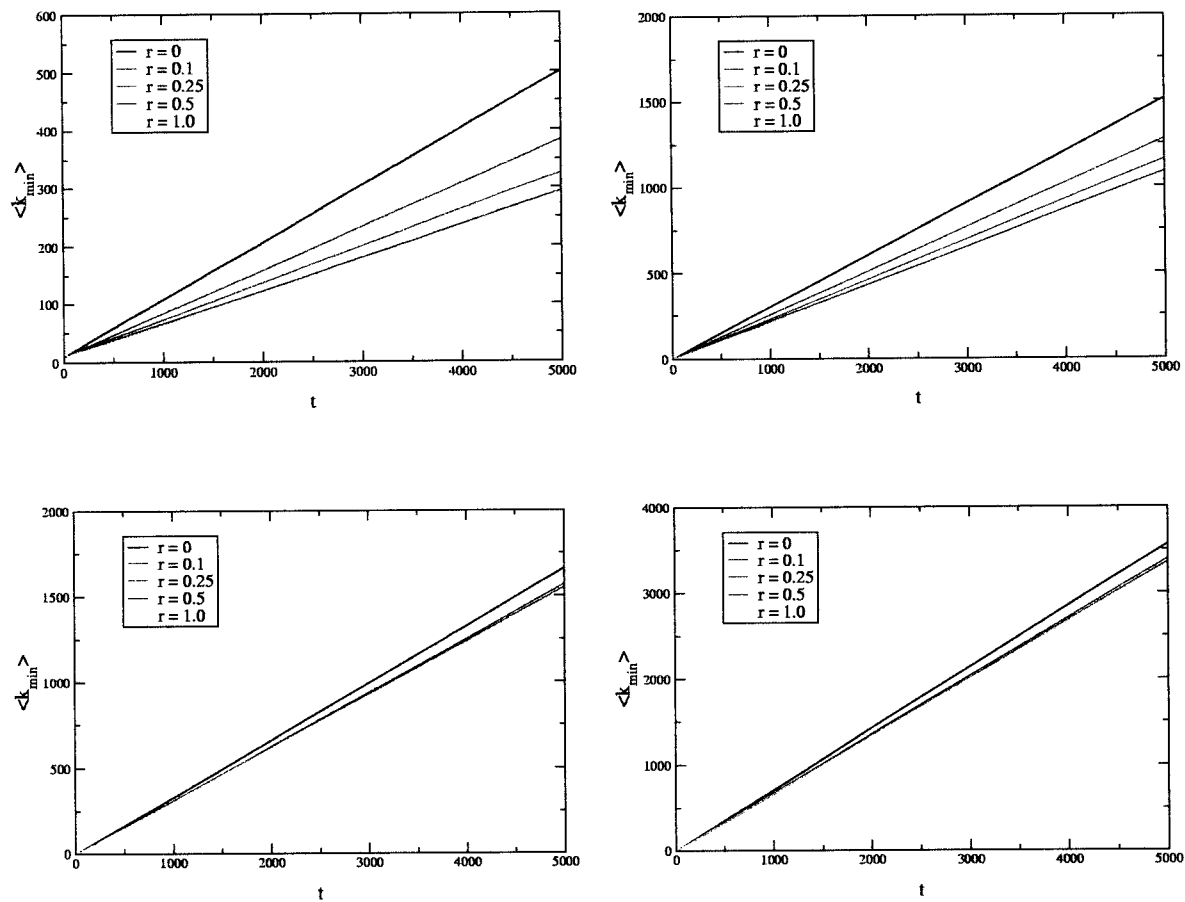 600
500
400
300
200
100
0
<k_min>
r = 0
r = 0.1
r = 0.25
r = 0.5
r = 1.0
0 1000 2000 3000 4000 5000
t
2000
1500
1000
500
0
<k_min>
r = 0
r = 0.1
r = 0.25
r = 0.5
r = 1.0
0 1000 2000 3000 4000 5000
t
2000
1500
1000
500
0
<k_min>
r = 0
r = 0.1
r = 0.25
r = 0.5
r = 1.0
0 1000 2000 3000 4000 5000
t
4000
3000
2000
1000
0
<k_min>
r = 0
r = 0.1
r = 0.25
r = 0.5
r = 1.0
0 1000 2000 3000 4000 5000
t